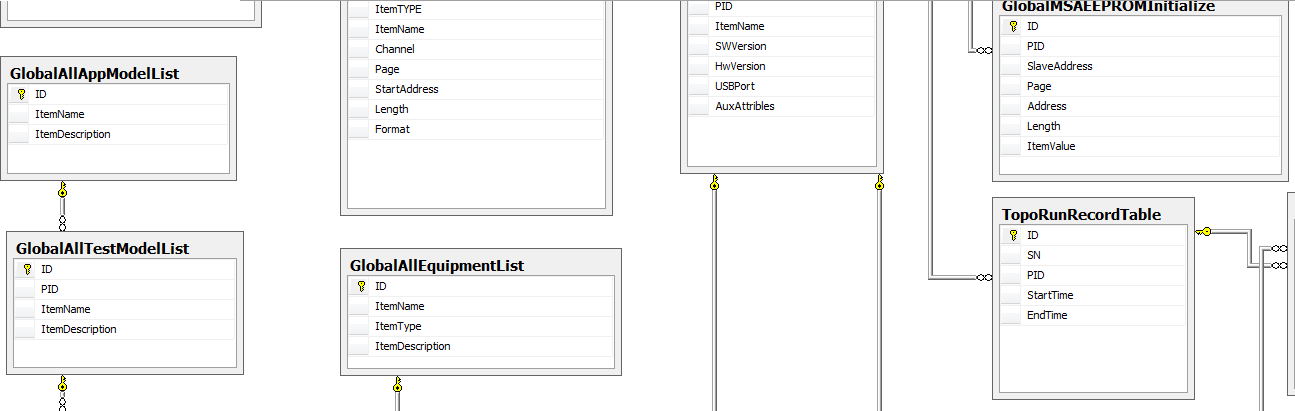 GlobalAllAppModelList
ID
ItemName
ItemDescription
GlobalAllTestModelList
ID
PID
ItemName
ItemDescription
ItemTYPE
ItemName
Channel
Page
StartAddress
Length
Format
GlobalAllEquipmentList
ID
ItemName
ItemType
ItemDescription
PID
ItemName
SWVersion
HwVersion
USBPort
AuxAttribles
GlobalMSAEEPROMInitialize
ID
PID
SlaveAddress
Page
Address
Length
ItemValue
TopoRunRecordTable
ID
SN
PID
StartTime
EndTime